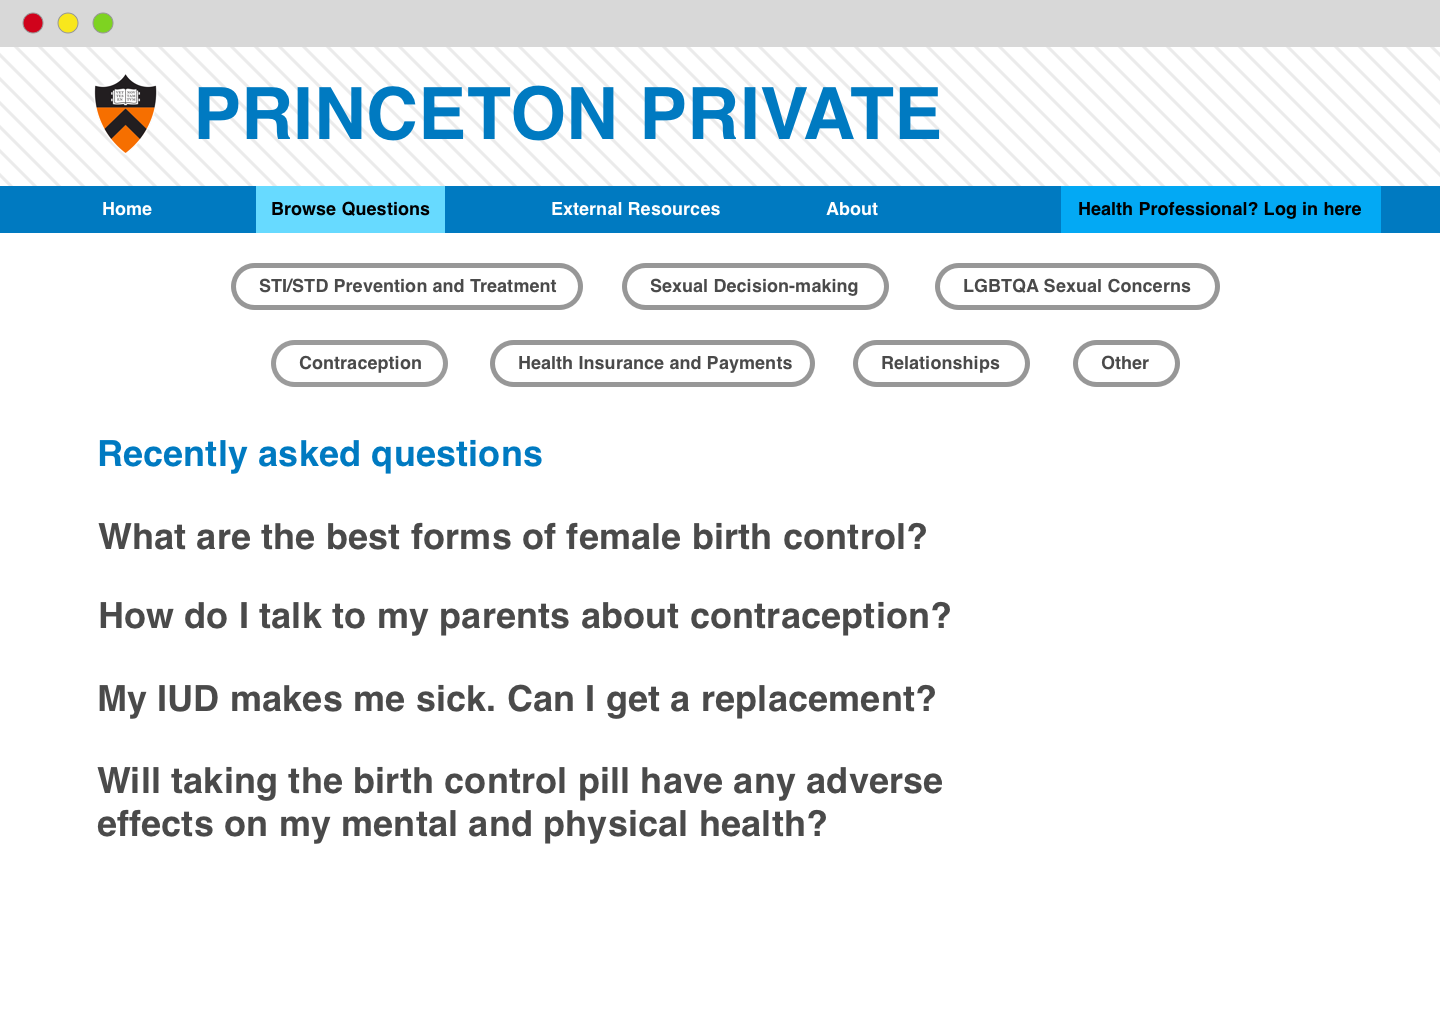 PRINCETON PRIVATE
Home Browse Questions External Resources About Health Professional? Log in here
STI/STD Prevention and Treatment Sexual Decision-making LGBTQA Sexual Concerns
Contraception Health Insurance and Payments Relationships Other
Recently asked questions
What are the best forms of female birth control?
How do I talk to my parents about contraception?
My IUD makes me sick. Can I get a replacement?
Will taking the birth control pill have any adverse
effects on my mental and physical health?